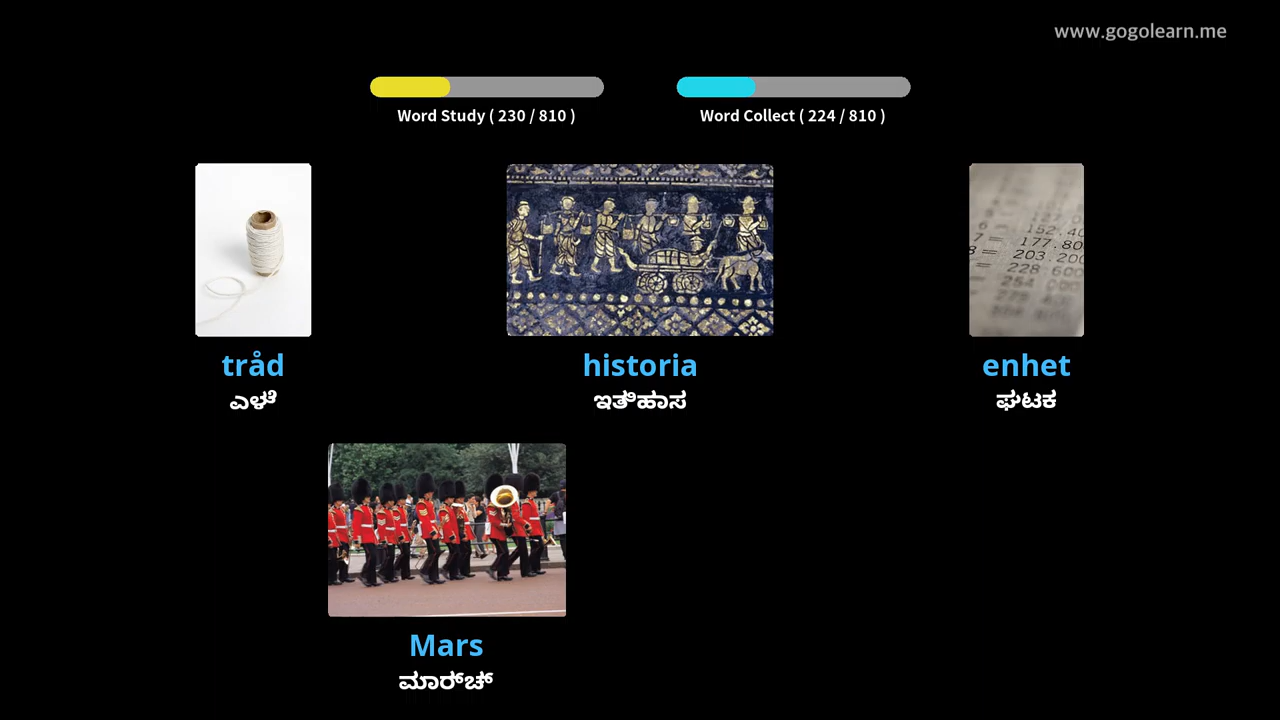 www.gogolearn.me
Word Study ( 230 / 810 )
Word Collect ( 224 / 810 )
tråd
ಎಳೆ
historia
ಇತಿಹಾಸ
enhet
ಘಟಕ
Mars
ಮಾರ್ಚ್